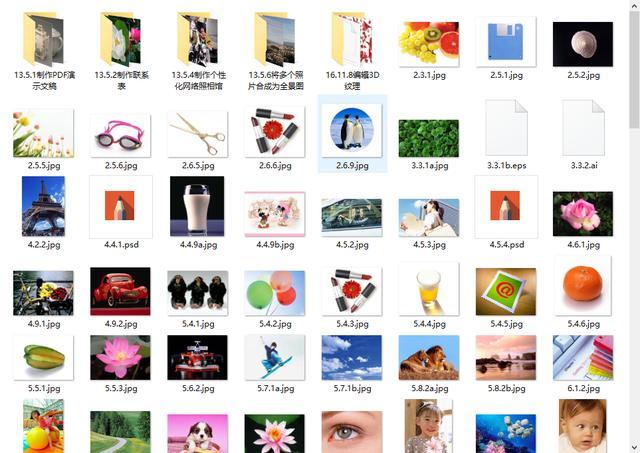 13.5.1制作PDF演
示文稿
13.5.2制作联系
表
13.5.4制作个性
化网络照相馆
13.5.6将多个照
片合成为全景图
16.11.8编辑3D
纹理
2.3.1.jpg
2.5.1.jpg
2.5.2.jpg
2.5.5.jpg
2.5.6.jpg
2.6.5.jpg
2.6.6.jpg
2.6.9.jpg
3.3.1a.jpg
3.3.1b.eps
3.3.2.ai
4.2.2.jpg
4.4.1.psd
4.4.9a.jpg
4.4.9b.jpg
4.5.2.jpg
4.5.3.jpg
4.5.4.psd
4.6.1.jpg
4.9.1.jpg
4.9.2.jpg
5.4.1.jpg
5.4.2.jpg
5.4.3.jpg
5.4.4.jpg
5.4.5.jpg
5.4.6.jpg
5.5.1.jpg
5.5.3.jpg
5.6.2.jpg
5.7.1a.jpg
5.7.1b.jpg
5.8.2a.jpg
5.8.2b.jpg
6.1.2.jpg